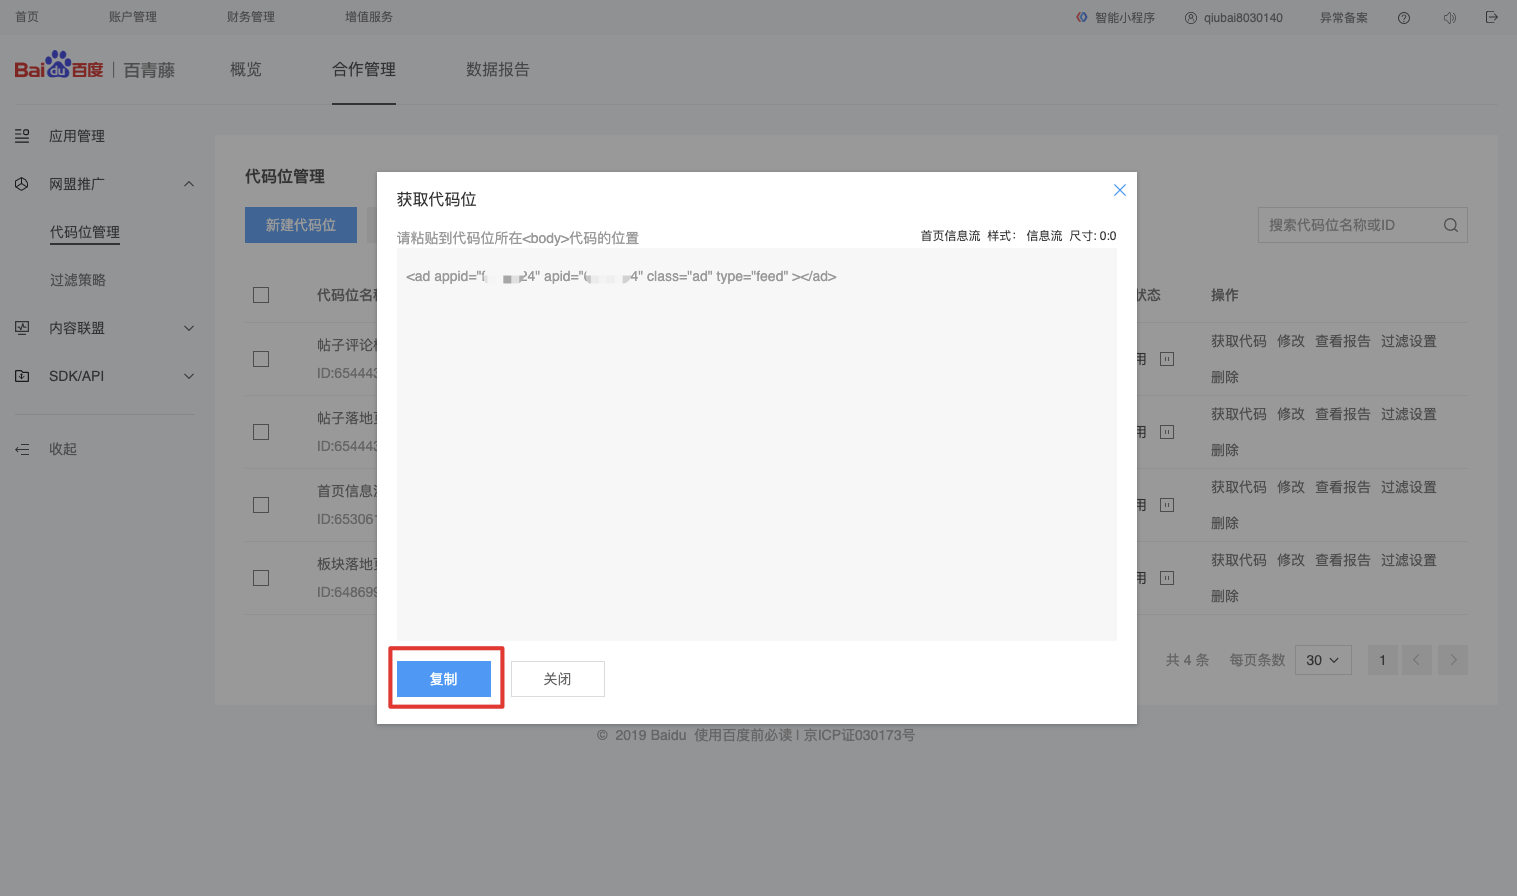 首页 账户管理 财务管理 增值服务 智能小程序 qiubai8030140 异常备案
Bai du 百度 百青藤 概览 合作管理 数据报告
应用管理
网盟推广
代码位管理
过滤策略
内容联盟
SDK/API
收起
代码位管理
新建代码位
搜索代码位名称或ID
代码位名
状态
操作
帖子评论
ID:654443
用
获取代码 修改 查看报告 过滤设置
删除
帖子落地
ID:654443
用
获取代码 修改 查看报告 过滤设置
删除
首页信息
ID:653061
用
获取代码 修改 查看报告 过滤设置
删除
板块落地
ID:648699
用
获取代码 修改 查看报告 过滤设置
删除
共 4 条 每页条数 30 1
获取代码位
请粘贴到代码位所在<body>代码的位置
首页信息流 样式: 信息流 尺寸: 0:0
<ad appid="f 24" apid=" 4" class="ad" type="feed" ></ad>
复制 关闭
© 2019 Baidu 使用百度前必读 | 京ICP证030173号